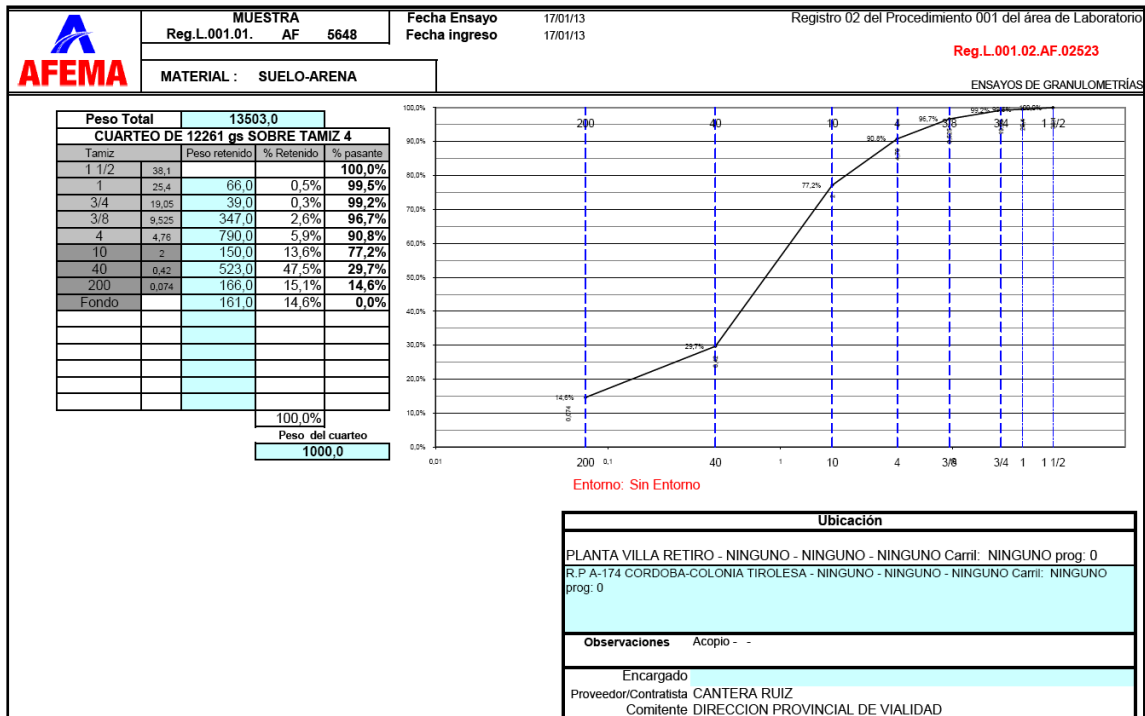 AFEMA
MUESTRA
Reg.L.001.01. AF 5648
MATERIAL : SUELO-ARENA
Fecha Ensayo 17/01/13
Fecha ingreso 17/01/13
Registro 02 del Procedimiento 001 del área de Laboratorio
Reg.L.001.02.AF.02523
ENSAYOS DE GRANULOMETRÍAS
Peso Total 13503,0
CUARTEO DE 12261 gs SOBRE TAMIZ 4
Tamiz Peso retenido % Retenido % pasante
1 1/2 38,1 100,0%
1 25,4 66,0 0,5% 99,5%
3/4 19,05 39,0 0,3% 99,2%
3/8 9,525 347,0 2,6% 96,7%
4 4,76 790,0 5,9% 90,8%
10 2 150,0 13,6% 77,2%
40 0,42 523,0 47,5% 29,7%
200 0,074 166,0 15,1% 14,6%
Fondo 161,0 14,6% 0,0%
100,0%
Peso del cuarteo
1000,0
100,0%
90,0%
80,0%
70,0%
60,0%
50,0%
40,0%
30,0%
20,0%
10,0%
0,0%
200 40 10 4 3/8 3/4 1 1 1/2
14,6% 29,7% 77,2% 90,8% 96,7% 99,2%
0,074
0,01 0,1 1
200 40 10 4 3/8 3/4 1 1 1/2
Entorno: Sin Entorno
Ubicación
PLANTA VILLA RETIRO - NINGUNO - NINGUNO - NINGUNO Carril: NINGUNO prog: 0
R.P A-174 CORDOBA-COLONIA TIROLESA - NINGUNO - NINGUNO - NINGUNO Carril: NINGUNO
prog: 0
Observaciones Acopio - -
Encargado
Proveedor/Contratista CANTERA RUIZ
Comitente DIRECCION PROVINCIAL DE VIALIDAD